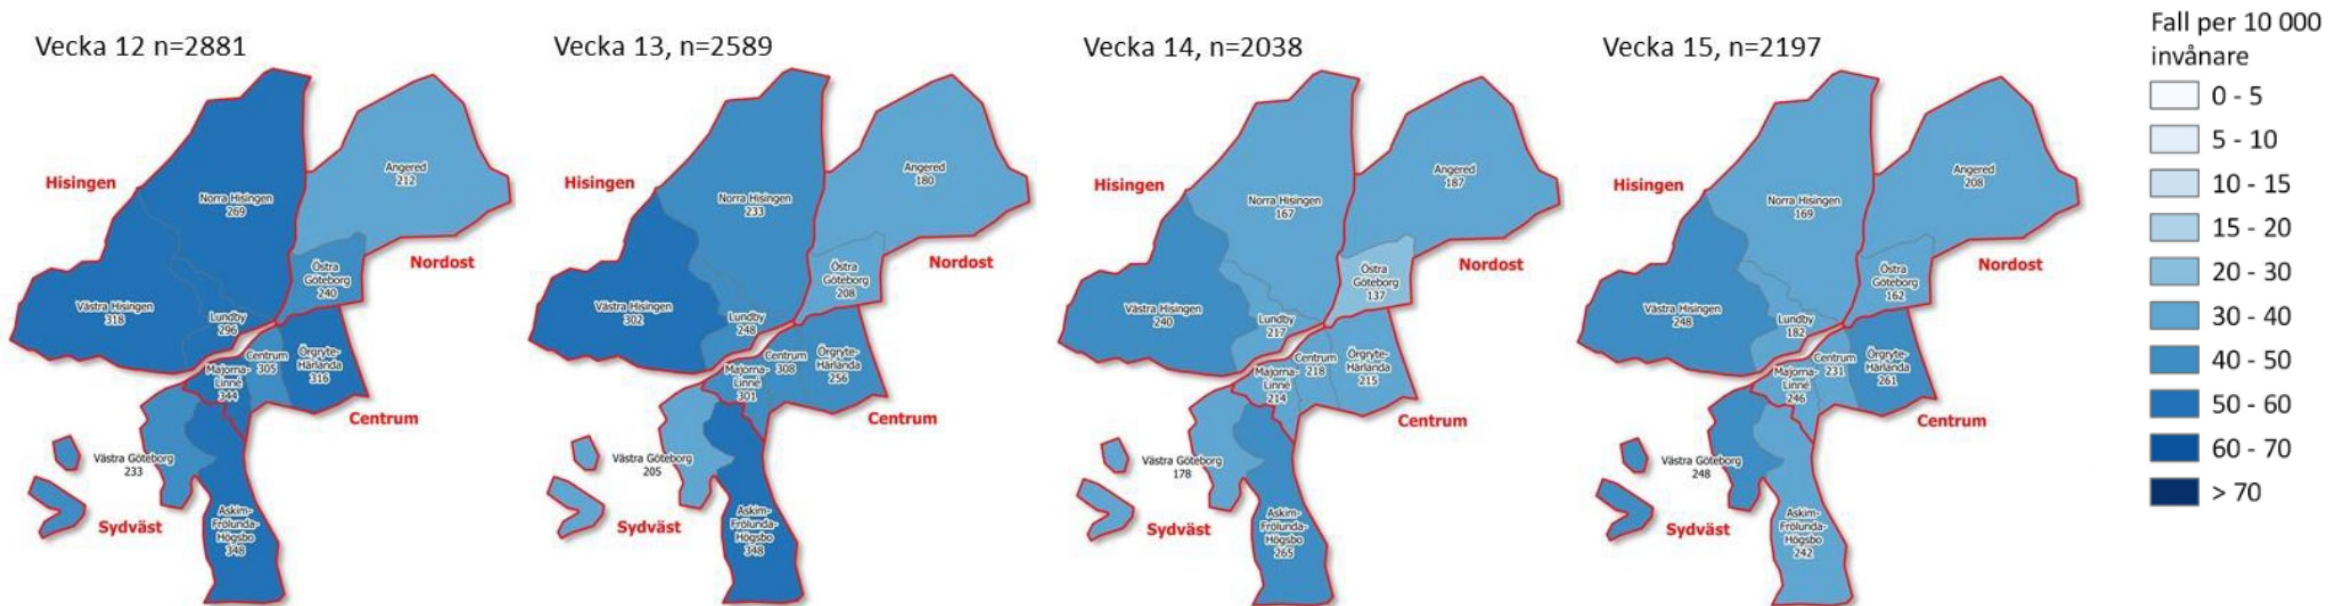 Vecka 12 n=2881
Hisingen
Angered
212
Norra Hisingen
269
Nordost
Östra
Göteborg
240
Västra Hisingen
318
Lundby
296
Centrum
305
Örgryte-
Härlanda
316
Majorna-
Linné
344
Centrum
Västra Göteborg
233
Sydväst
Askim-
Frölunda-
Högsbo
348
Vecka 13, n=2589
Hisingen
Angered
180
Norra Hisingen
233
Nordost
Östra
Göteborg
208
Västra Hisingen
302
Lundby
248
Centrum
308
Örgryte-
Härlanda
256
Majorna-
Linné
301
Centrum
Västra Göteborg
205
Sydväst
Askim-
Frölunda-
Högsbo
348
Vecka 14, n=2038
Hisingen
Angered
187
Norra Hisingen
167
Nordost
Östra
Göteborg
137
Västra Hisingen
240
Lundby
217
Centrum
218
Örgryte-
Härlanda
215
Majorna-
Linné
214
Centrum
Västra Göteborg
178
Sydväst
Askim-
Frölunda-
Högsbo
265
Vecka 15, n=2197
Hisingen
Angered
208
Norra Hisingen
169
Nordost
Östra
Göteborg
162
Västra Hisingen
248
Lundby
182
Centrum
231
Örgryte-
Härlanda
261
Majorna-
Linné
246
Centrum
Västra Göteborg
248
Sydväst
Askim-
Frölunda-
Högsbo
242
Fall per 10 000
invånare
0 - 5
5 - 10
10 - 15
15 - 20
20 - 30
30 - 40
40 - 50
50 - 60
60 - 70
> 70